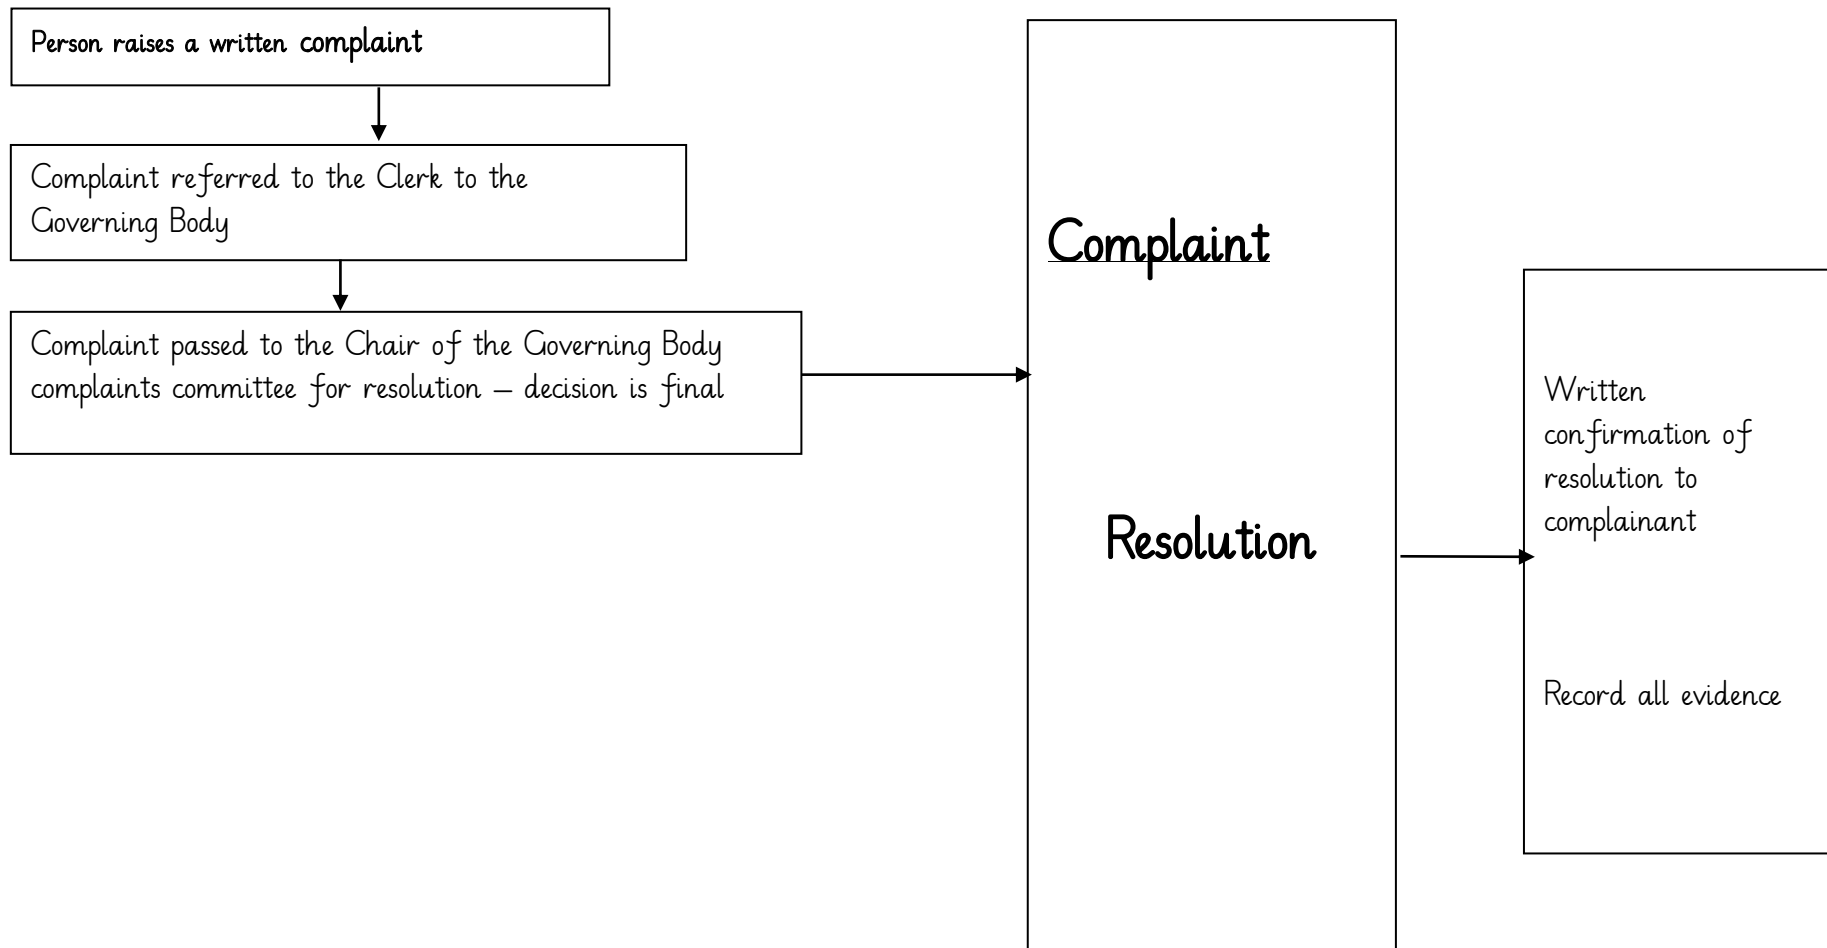 Person raises a written complaint
Complaint referred to the Clerk to the
Governing Body
Complaint passed to the Chair of the Governing Body
complaints committee for resolution – decision is final
Complaint
Resolution
Written
confirmation of
resolution to
complainant
Record all evidence